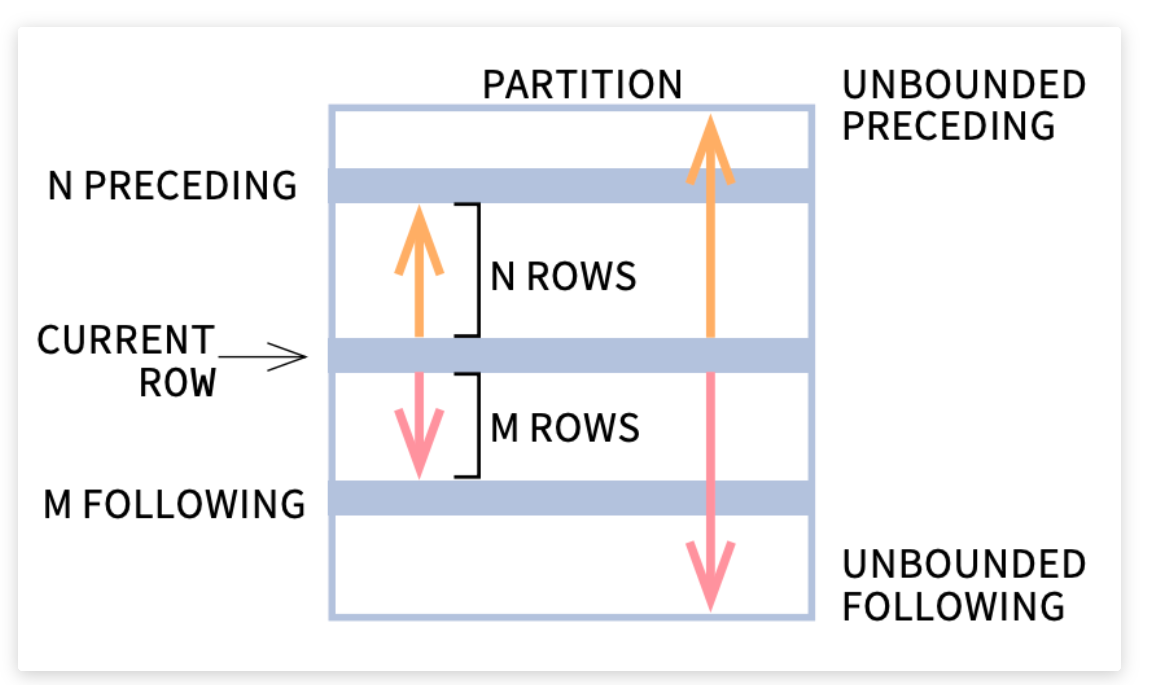 PARTITION
UNBOUNDED
PRECEDING
N PRECEDING
N ROWS
CURRENT
ROW
M ROWS
M FOLLOWING
UNBOUNDED
FOLLOWING